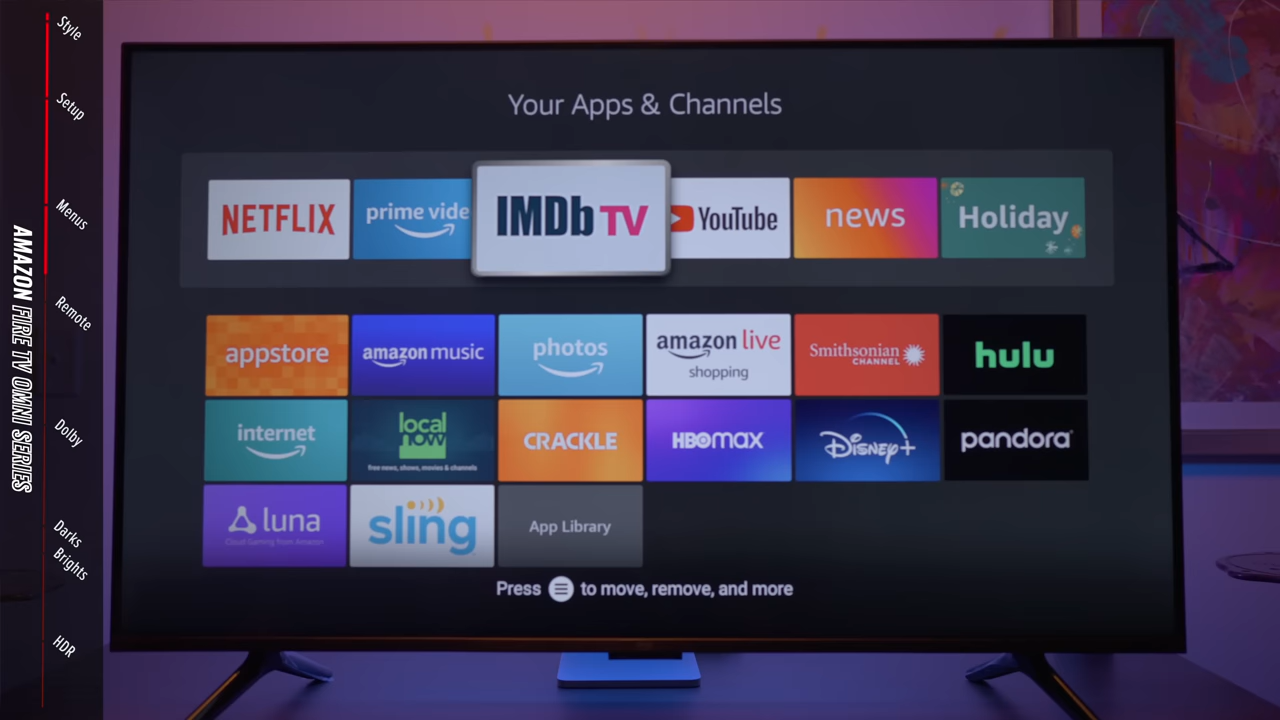 Style
Setup
Menus
Remote
Dolby
Darks
Brights
HDR
AMAZON FIRE TV OMNI SERIES
Your Apps & Channels
NETFLIX
prime vide
IMDb TV
YouTube
news
Holiday
appstore
amazon music
photos
amazon live
shopping
Smithsonian
CHANNEL
hulu
internet
local
now
free news, shows, movies & channels
CRACKLE
HBOMAX
Disney+
pandora
luna
Cloud Gaming from Amazon
sling
App Library
Press to move, remove, and more